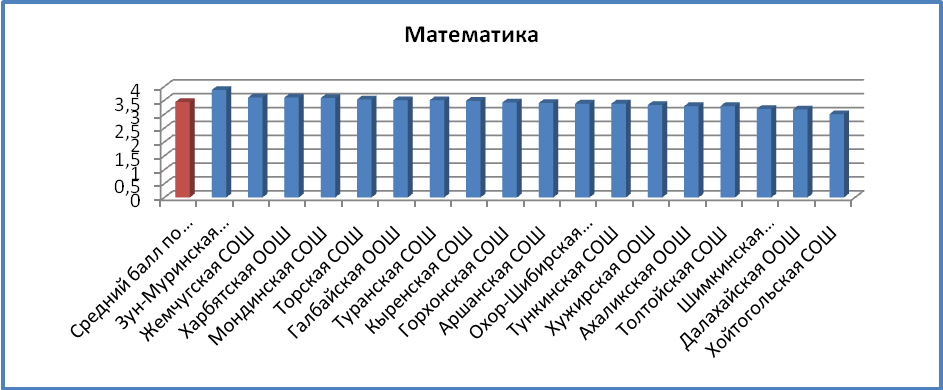 Математика
4
3,5
3
2,5
2
1,5
1
0,5
0
Средний балл по...
Зун-Муринская...
Жемчугская СОШ
Харбятская ООШ
Мондинская СОШ
Торская СОШ
Галбайская ООШ
Туранская СОШ
Кыренская СОШ
Горхонская СОШ
Аршанская СОШ
Охор-Шибирская...
Тункинская СОШ
Хужирская ООШ
Ахаликская ООШ
Толтойская СОШ
Шимкинская...
Далахайская ООШ
Хойтогольская СОШ